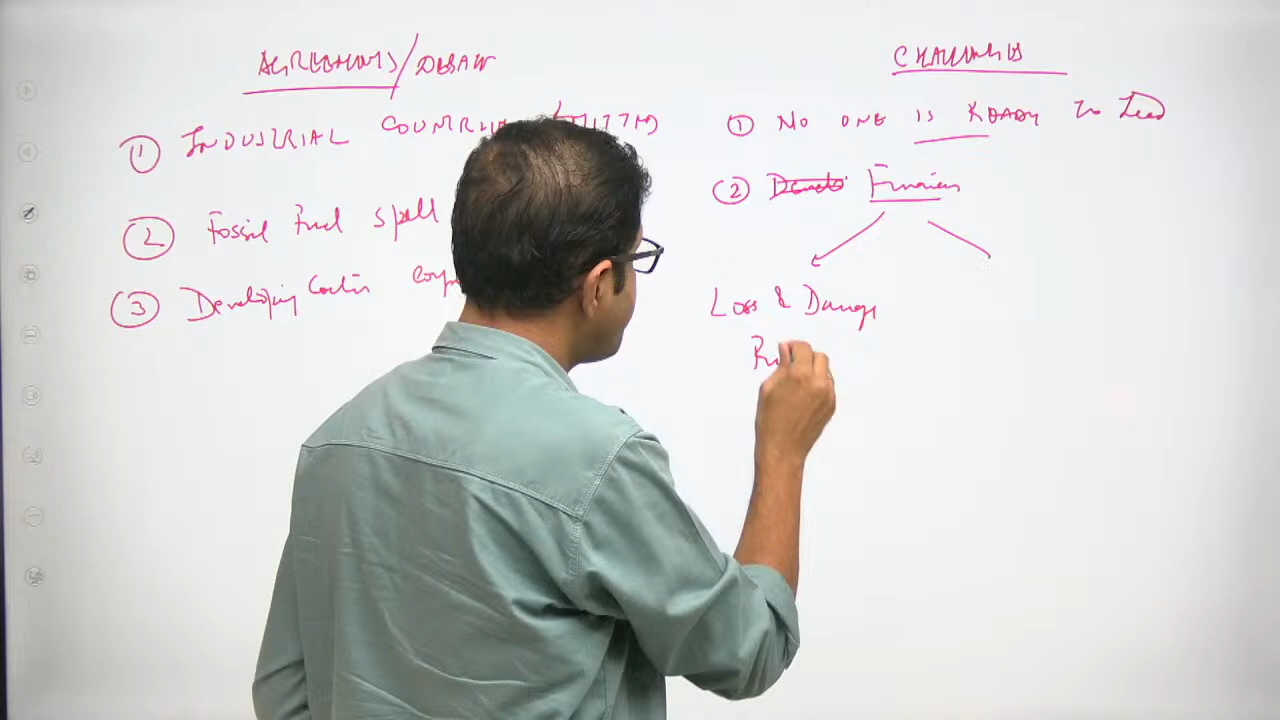 AGREEMENTS/DEBATE
① INDUSTRIAL COUNTRIES
② Fossil Fuel spell
③ Developing
CHALLENGES
① NO ONE IS READY to Lead
② Finance
Loss & Damage